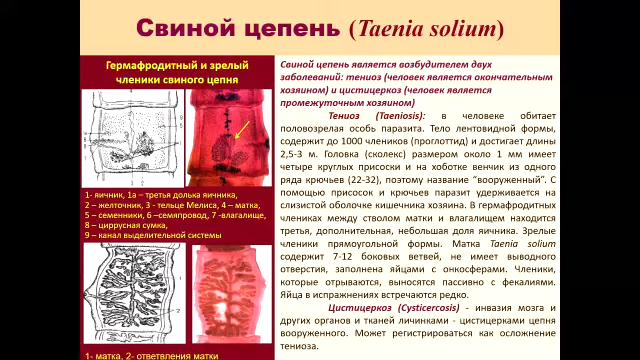 Свиной цепень (Taenia solium)
Гермафродитный и зрелый
членики свиного цепня
1- яичник, 1а – третья долька яичника,
2 – желточник, 3 - тельце Мелиса, 4 – матка,
5 – семенники, 6 –семяпровод, 7 -влагалище,
8 – циррусная сумка,
9 – канал выделительной системы
1- матка, 2- ответвления матки
Свиной цепень является возбудителем двух
заболеваний: тениоз (человек является окончательным
хозяином) и цистицеркоз (человек является
промежуточным хозяином)
Тениоз (Taeniosis): в человеке обитает
половозрелая особь паразита. Тело лентовидной формы,
содержит до 1000 члеников (проглоттид) и достигает длины
2,5-3 м. Головка (сколекс) размером около 1 мм имеет
четыре круглых присоски и на хоботке венчик из одного
ряда крючьев (22-32), поэтому название “вооруженный”. С
помощью присосок и крючьев паразит удерживается на
слизистой оболочке кишечника хозяина. В гермафродитных
члениках между стволом матки и влагалищем находится
третья, дополнительная, небольшая доля яичника. Зрелые
членики прямоугольной формы. Матка Taenia solium
содержит 7-12 боковых ветвей, не имеет выводного
отверстия, заполнена яйцами с онкосферами. Членики,
которые отрываются, выносятся пассивно с фекалиями.
Яйца в испражнениях встречаются редко.
Цистицеркоз (Cysticercosis) - инвазия мозга и
других органов и тканей личинками - цистицерками цепня
вооруженного. Может регистрироваться как осложнение
тениоза.